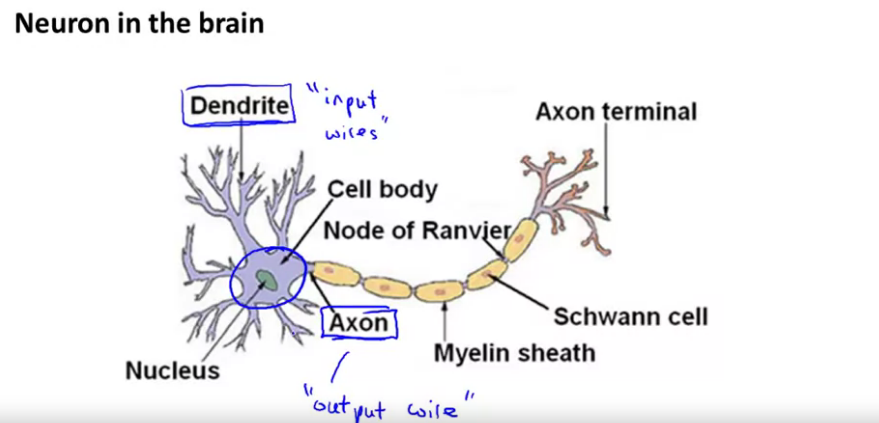 Neuron in the brain
Dendrite
"input
wires"
Axon terminal
Cell body
Node of Ranvier
Axon
Schwann cell
Myelin sheath
Nucleus
"output wire"